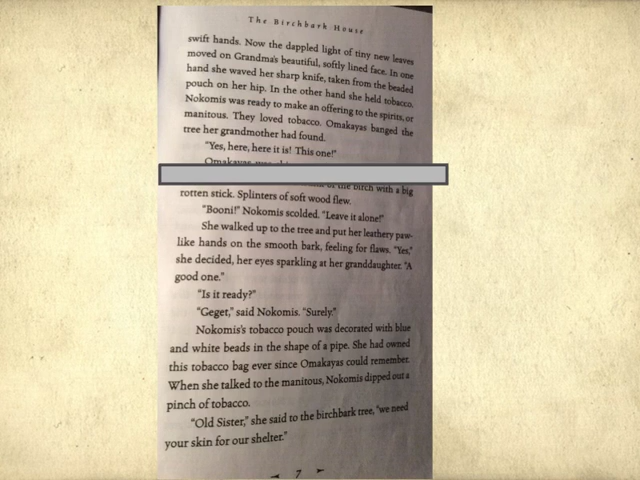 The Birchbark House
swift hands. Now the dappled light of tiny new leaves
moved on Grandma's beautiful, softly lined face. In one
hand she waved her sharp knife, taken from the beaded
pouch on her hip. In the other hand she held tobacco.
Nokomis was ready to make an offering to the spirits, or
manitous. They loved tobacco. Omakayas banged the
tree her grandmother had found.
"Yes, here, here it is! This one!"
Omakayas
of the birch with a big
rotten stick. Splinters of soft wood flew.
"Booni!" Nokomis scolded. "Leave it alone!"
She walked up to the tree and put her leathery paw-
like hands on the smooth bark, feeling for flaws. "Yes,"
she decided, her eyes sparkling at her granddaughter. "A
good one."
"Is it ready?"
"Geget," said Nokomis. "Surely."
Nokomis's tobacco pouch was decorated with blue
and white beads in the shape of a pipe. She had owned
this tobacco bag ever since Omakayas could remember.
When she talked to the manitous, Nokomis dipped out a
pinch of tobacco.
"Old Sister," she said to the birchbark tree, "we need
your skin for our shelter."
7